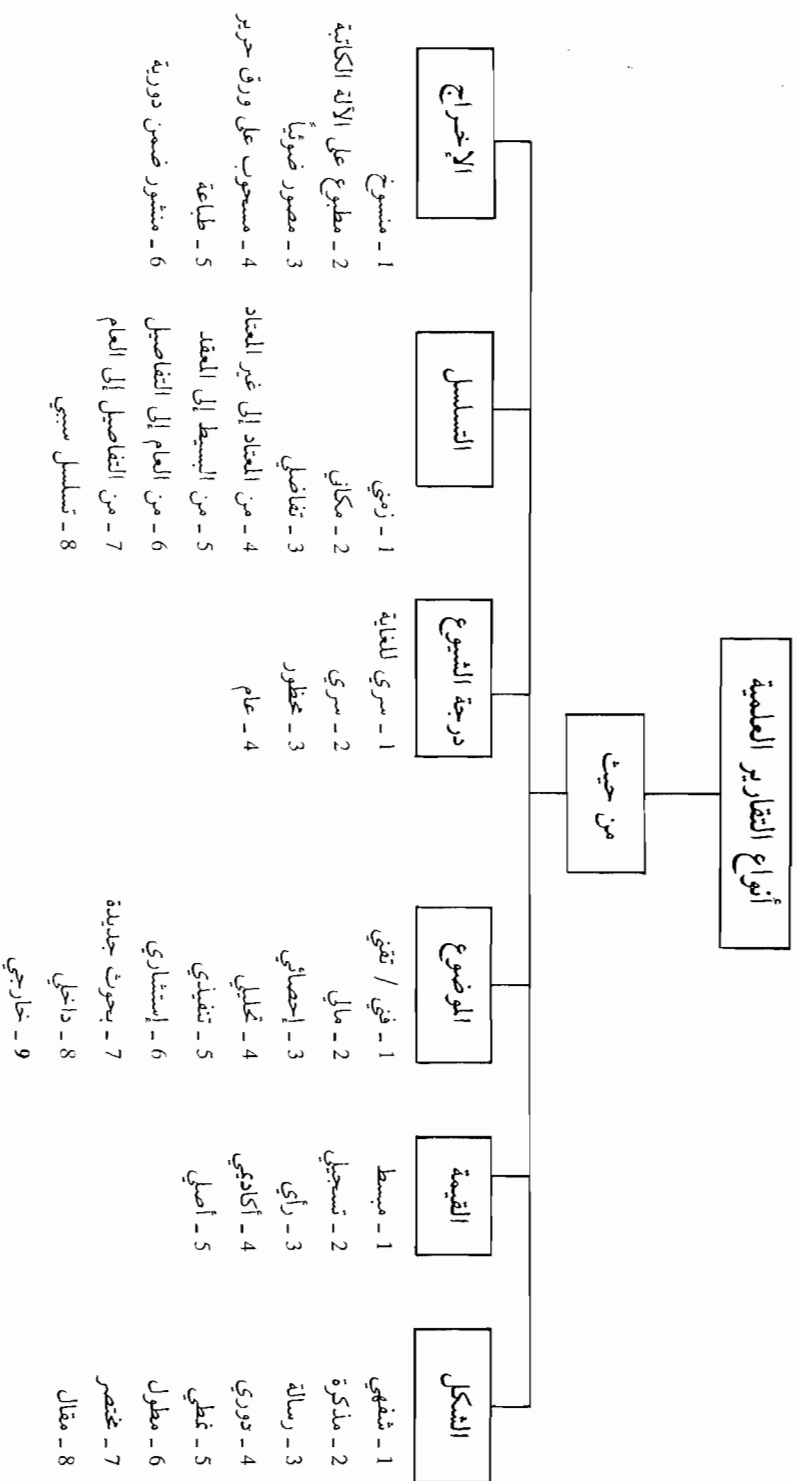 أنواع التقارير العلمية
من حيث
الشكل
1 - شفهي
2 - مذكرة
3 - رسالة
4 - دوري
5 - نمطي
6 - مطول
7 - مختصر
8 - مقال
القيمة
1 - مبسط
2 - تسجيلي
3 - رأي
4 - أكاديمي
5 - أصلي
الموضوع
1 - فني / تقني
2 - مالي
3 - إحصائي
4 - تحليلي
5 - تنفيذي
6 - إستشاري
7 - بحوث جديدة
8 - داخلي
9 - خارجي
درجة الشيوع
1 - سري للغاية
2 - سري
3 - محظور
4 - عام
التسلسل
1 - زمني
2 - مكاني
3 - تفاضلي
4 - من المعتاد إلى غير المعتاد
5 - من البسيط إلى المعقد
6 - من العام إلى التفاصيل
7 - من التفاصيل إلى العام
8 - تسلسل سببي
الإخراج
1 - منسوخ
2 - مطبوع على الآلة الكاتبة
3 - مصور ضوئياً
4 - مسحوب على ورق حرير
5 - طباعة
6 - منشور ضمن دورية